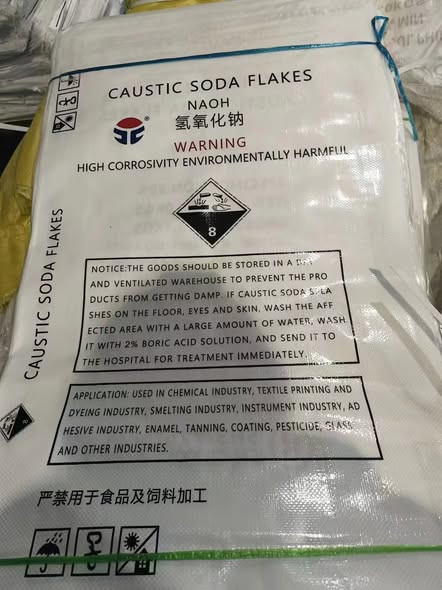 CAUSTIC SODA FLAKES
NAOH
氢氧化钠
WARNING
HIGH CORROSIVITY ENVIRONMENTALLY HARMFUL
8
CAUSTIC SODA FLAKES
NOTICE:THE GOODS SHOULD BE STORED IN A DRY
AND VENTILATED WAREHOUSE TO PREVENT THE PRO
DUCTS FROM GETTING DAMP. IF CAUSTIC SODA SPLA
SHES ON THE FLOOR, EYES AND SKIN, WASH THE AFF
ECTED AREA WITH A LARGE AMOUNT OF WATER, WASH
IT WITH 2% BORIC ACID SOLUTION, AND SEND IT TO
THE HOSPITAL FOR TREATMENT IMMEDIATELY.
APPLICATION: USED IN CHEMICAL INDUSTRY, TEXTILE PRINTING AND
DYEING INDUSTRY, SMELTING INDUSTRY, INSTRUMENT INDUSTRY, AD
HESIVE INDUSTRY, ENAMEL, TANNING, COATING, PESTICIDE, GLASS
AND OTHER INDUSTRIES.
8
严禁用于食品及饲料加工